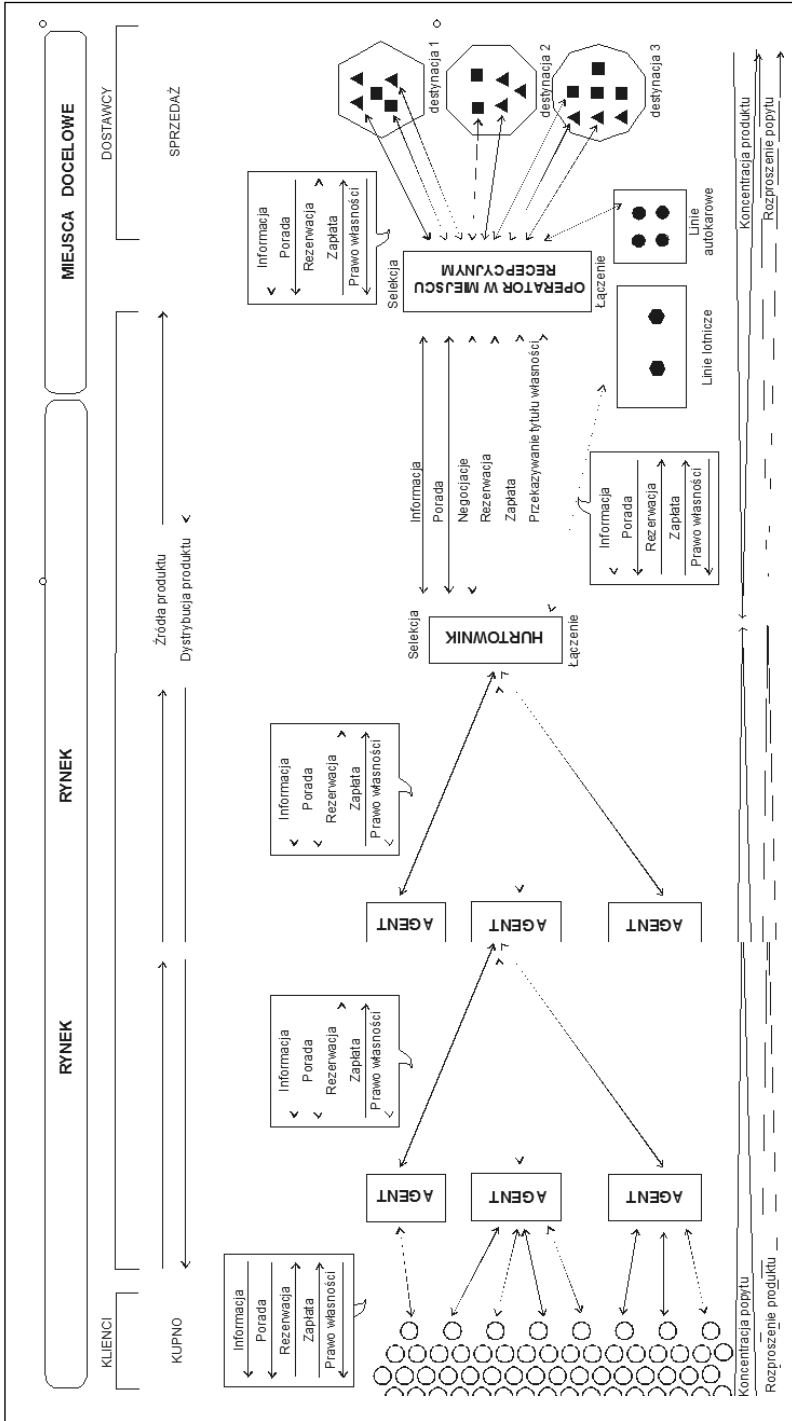 RYNEK
RYNEK
MIEJSCA DOCELOWE
KLIENCI
DOSTAWCY
KUPNO
SPRZEDAŻ
Źródła produktu
Dystrybucja produktu
Informacja
Porada
Rezerwacja
Zapłata
Prawo własności
AGENT
AGENT
AGENT
Informacja
Porada
Rezerwacja
Zapłata
Prawo własności
AGENT
AGENT
AGENT
Informacja
Porada
Rezerwacja
Zapłata
Prawo własności
Selekcja
HURTOWNIK
Łączenie
Informacja
Porada
Negocjacje
Rezerwacja
Zapłata
Przekazywanie tytułu własności
Informacja
Porada
Rezerwacja
Zapłata
Prawo własności
Selekcja
OPERATOR W MIEJSCU
RECEPCYJNYM
Łączenie
Informacja
Porada
Rezerwacja
Zapłata
Prawo własności
Linie lotnicze
Linie
autokarowe
destynacja 1
destynacja 2
destynacja 3
Koncentracja popytu
Rozproszenie produktu
Koncentracja produktu
Rozproszenie popytu